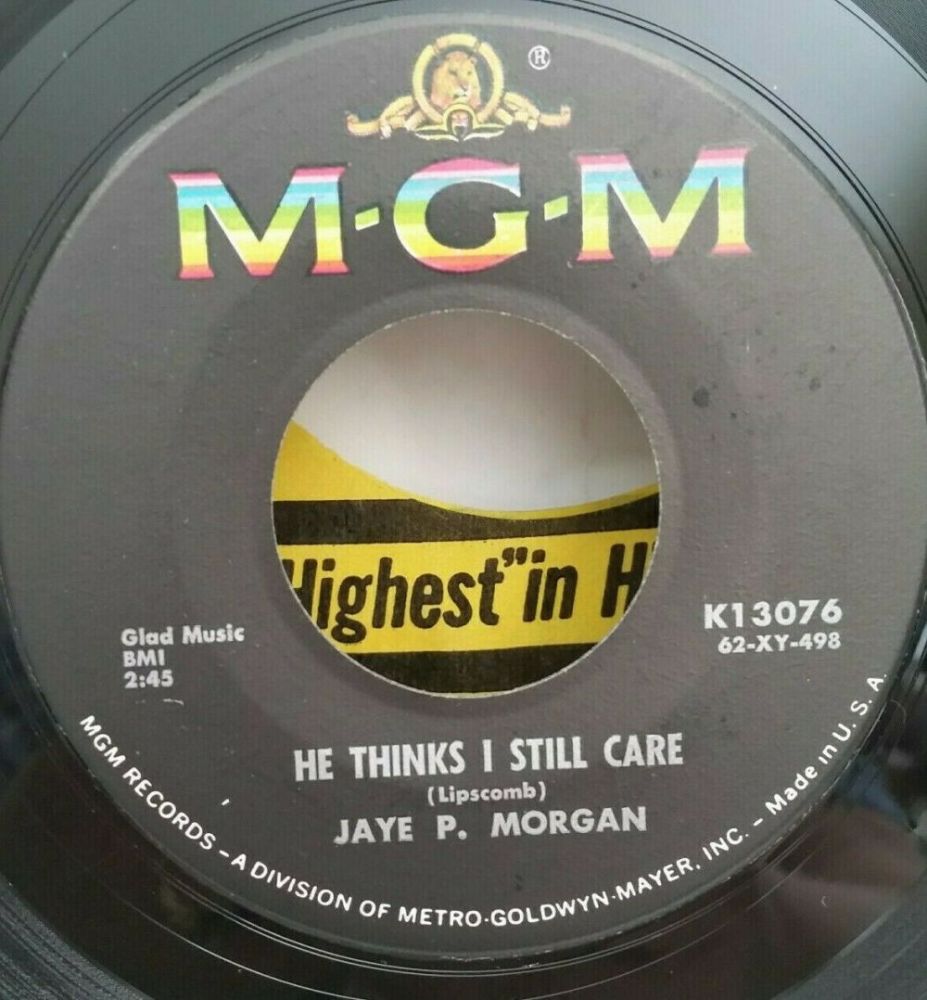 ®
M-G-M
Highest" in H
Glad Music
BMI
2:45
K13076
62-XY-498
HE THINKS I STILL CARE
(Lipscomb)
JAYE P. MORGAN
MGM RECORDS – A DIVISION OF METRO-GOLDWYN-MAYER, INC. – Made in U. S. A.